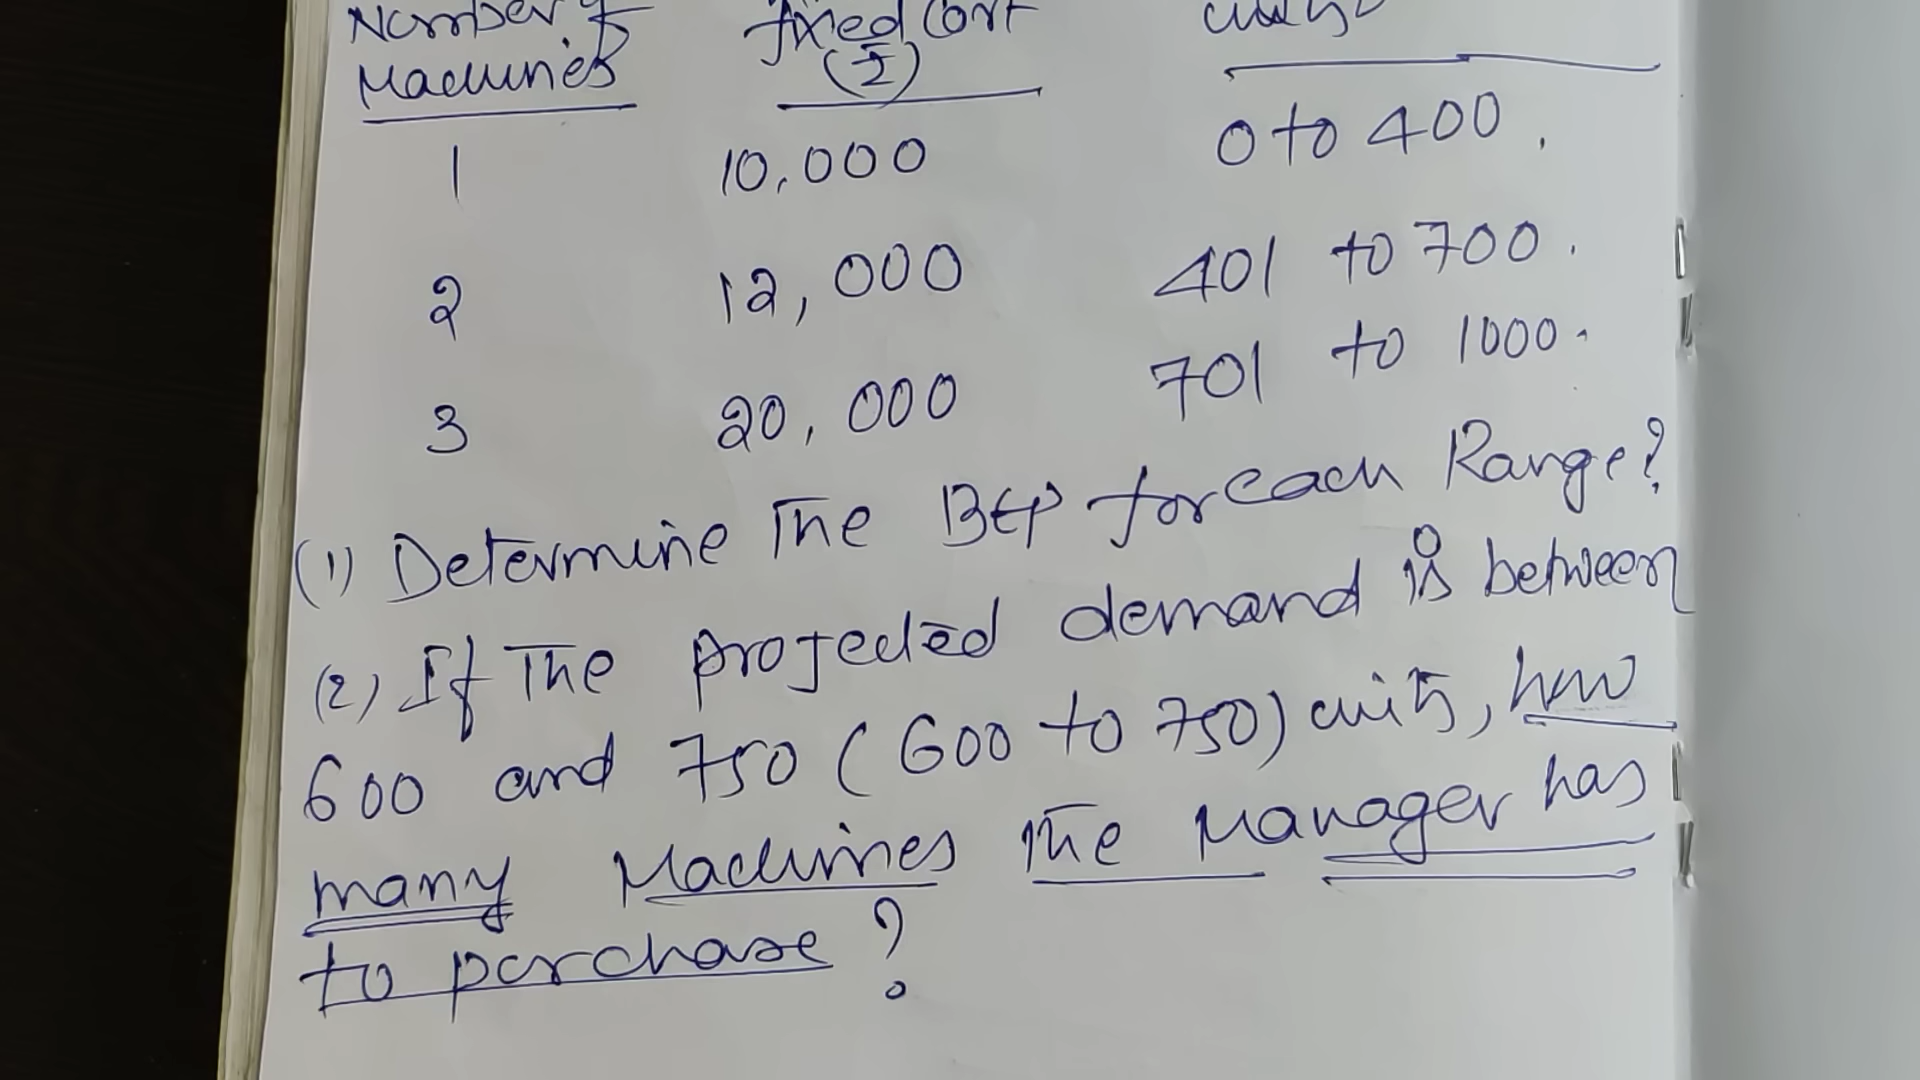 Number of fixed Cost
Machines (₹)
1 10,000 0 to 400.
2 12,000 401 to 700.
3 20,000 701 to 1000.
(1) Determine The BEP for each Range?
(2) If The projected demand is between
600 and 750 (600 to 750) units, how
many Machines the Manager has
to purchase?